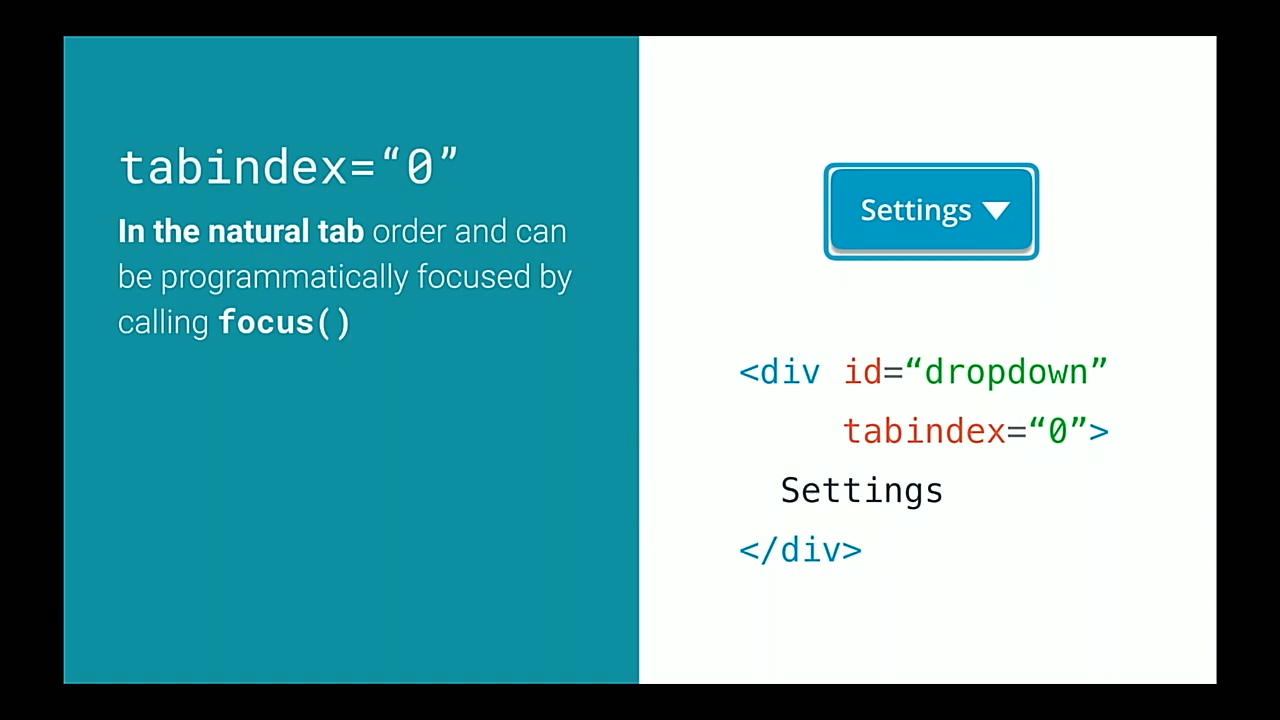 tabindex=“0”
In the natural tab order and can
be programmatically focused by
calling focus()
Settings
<div id=“dropdown”
tabindex=“0”>
Settings
</div>